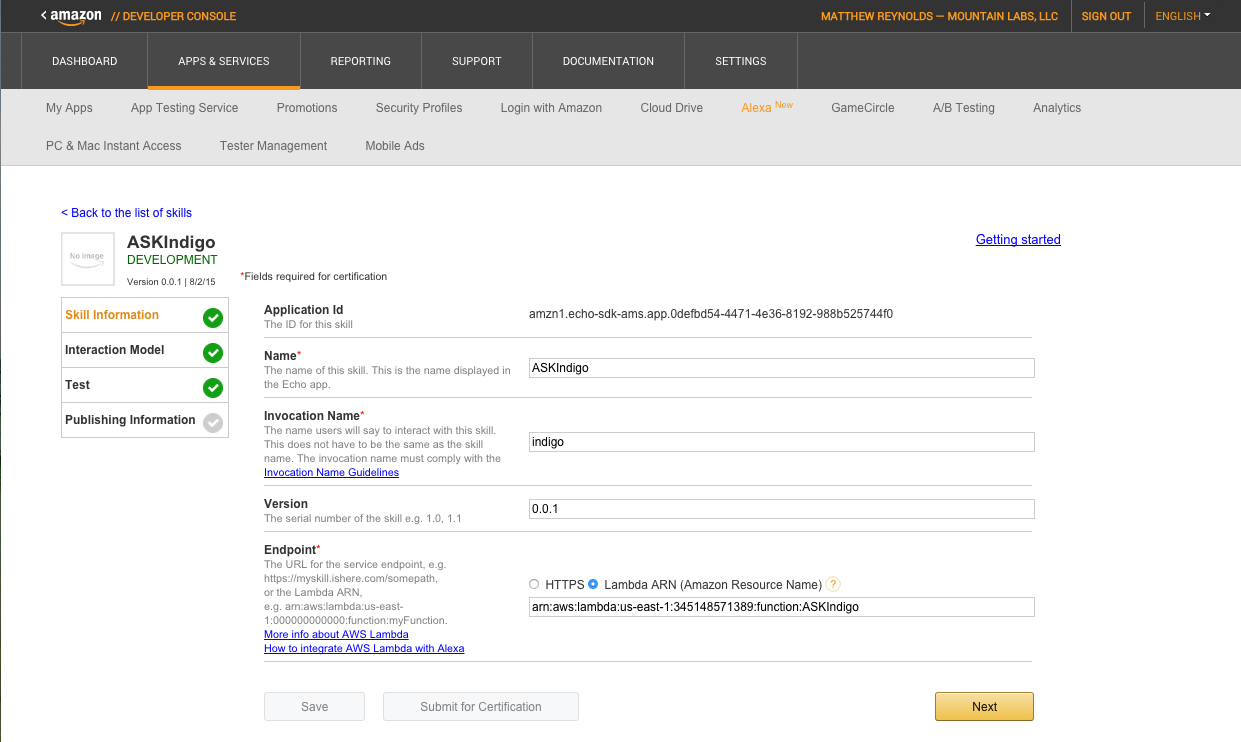 < amazon // DEVELOPER CONSOLE MATTHEW REYNOLDS — MOUNTAIN LABS, LLC SIGN OUT ENGLISH
DASHBOARD APPS & SERVICES REPORTING SUPPORT DOCUMENTATION SETTINGS
My Apps App Testing Service Promotions Security Profiles Login with Amazon Cloud Drive Alexa New GameCircle A/B Testing Analytics
PC & Mac Instant Access Tester Management Mobile Ads
< Back to the list of skills
Getting started
No image
ASKIndigo
DEVELOPMENT
Version 0.0.1 | 8/2/15
*Fields required for certification
Skill Information
Interaction Model
Test
Publishing Information
Application Id
The ID for this skill
amzn1.echo-sdk-ams.app.0defbd54-4471-4e36-8192-988b525744f0
Name*
The name of this skill. This is the name displayed in
the Echo app.
ASKIndigo
Invocation Name*
The name users will say to interact with this skill.
This does not have to be the same as the skill
name. The invocation name must comply with the
Invocation Name Guidelines
indigo
Version
The serial number of the skill e.g. 1.0, 1.1
0.0.1
Endpoint*
The URL for the service endpoint, e.g.
https://myskill.ishere.com/somepath,
or the Lambda ARN,
e.g. arn:aws:lambda:us-east-
1:000000000000:function:myFunction.
More info about AWS Lambda
How to integrate AWS Lambda with Alexa
HTTPS Lambda ARN (Amazon Resource Name) ?
arn:aws:lambda:us-east-1:345148571389:function:ASKIndigo
Save Submit for Certification Next